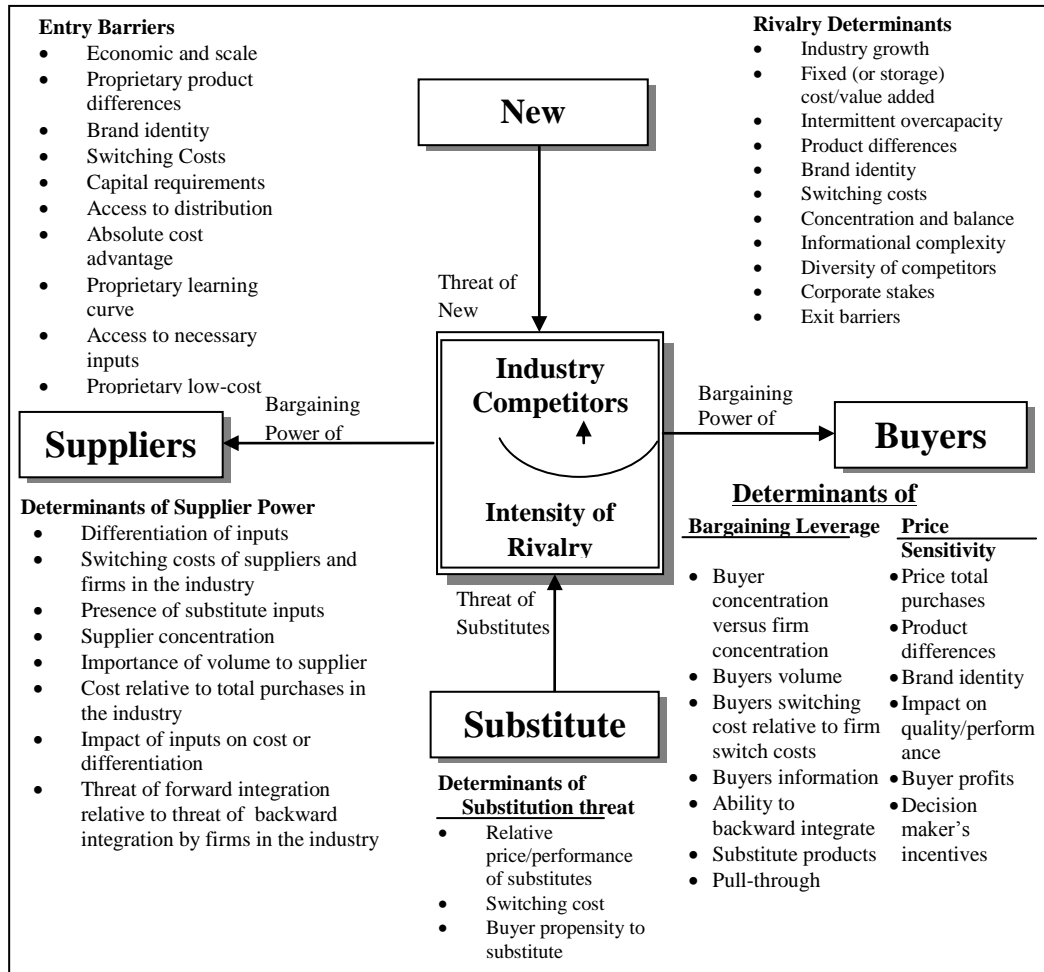 Entry Barriers
• Economic and scale
• Proprietary product
differences
• Brand identity
• Switching Costs
• Capital requirements
• Access to distribution
• Absolute cost
advantage
• Proprietary learning
curve
• Access to necessary
inputs
• Proprietary low-cost
New
Rivalry Determinants
• Industry growth
• Fixed (or storage)
cost/value added
• Intermittent overcapacity
• Product differences
• Brand identity
• Switching costs
• Concentration and balance
• Informational complexity
• Diversity of competitors
• Corporate stakes
• Exit barriers
Threat of
New
Suppliers
Bargaining
Power of
Industry
Competitors
Intensity of
Rivalry
Bargaining
Power of
Buyers
Determinants of Supplier Power
• Differentiation of inputs
• Switching costs of suppliers and
firms in the industry
• Presence of substitute inputs
• Supplier concentration
• Importance of volume to supplier
• Cost relative to total purchases in
the industry
• Impact of inputs on cost or
differentiation
• Threat of forward integration
relative to threat of backward
integration by firms in the industry
Threat of
Substitutes
Substitute
Determinants of
Substitution threat
• Relative
price/performance
of substitutes
• Switching cost
• Buyer propensity to
substitute
Determinants of
Bargaining Leverage
• Buyer
concentration
versus firm
concentration
• Buyers volume
• Buyers switching
cost relative to firm
switch costs
• Buyers information
• Ability to
backward integrate
• Substitute products
• Pull-through
Price
Sensitivity
• Price total
purchases
• Product
differences
• Brand identity
• Impact on
quality/perform
ance
• Buyer profits
• Decision
maker's
incentives